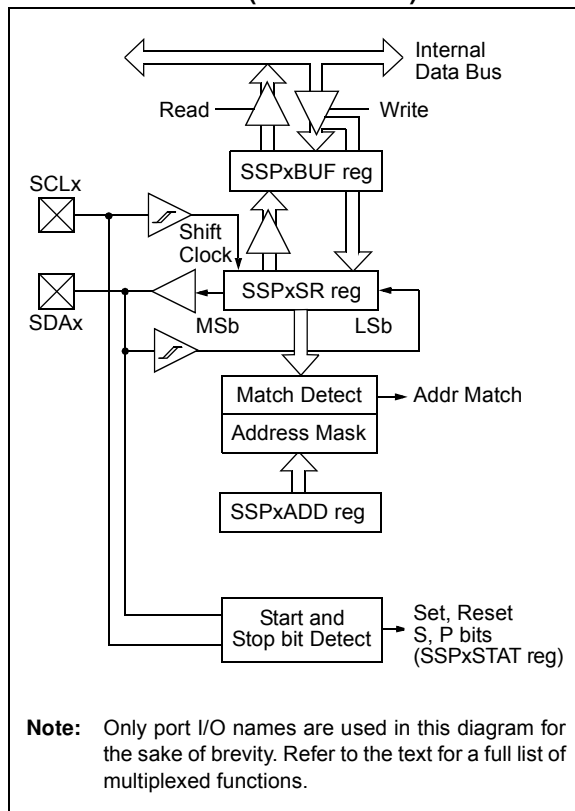 Internal
Data Bus
Read
Write
SSPxBUF reg
SCLx
Shift
Clock
SSPxSR reg
SDAx
MSb
LSb
Match Detect
Addr Match
Address Mask
SSPxADD reg
Start and
Stop bit Detect
Set, Reset
S, P bits
(SSPxSTAT reg)
Note: Only port I/O names are used in this diagram for
the sake of brevity. Refer to the text for a full list of
multiplexed functions.